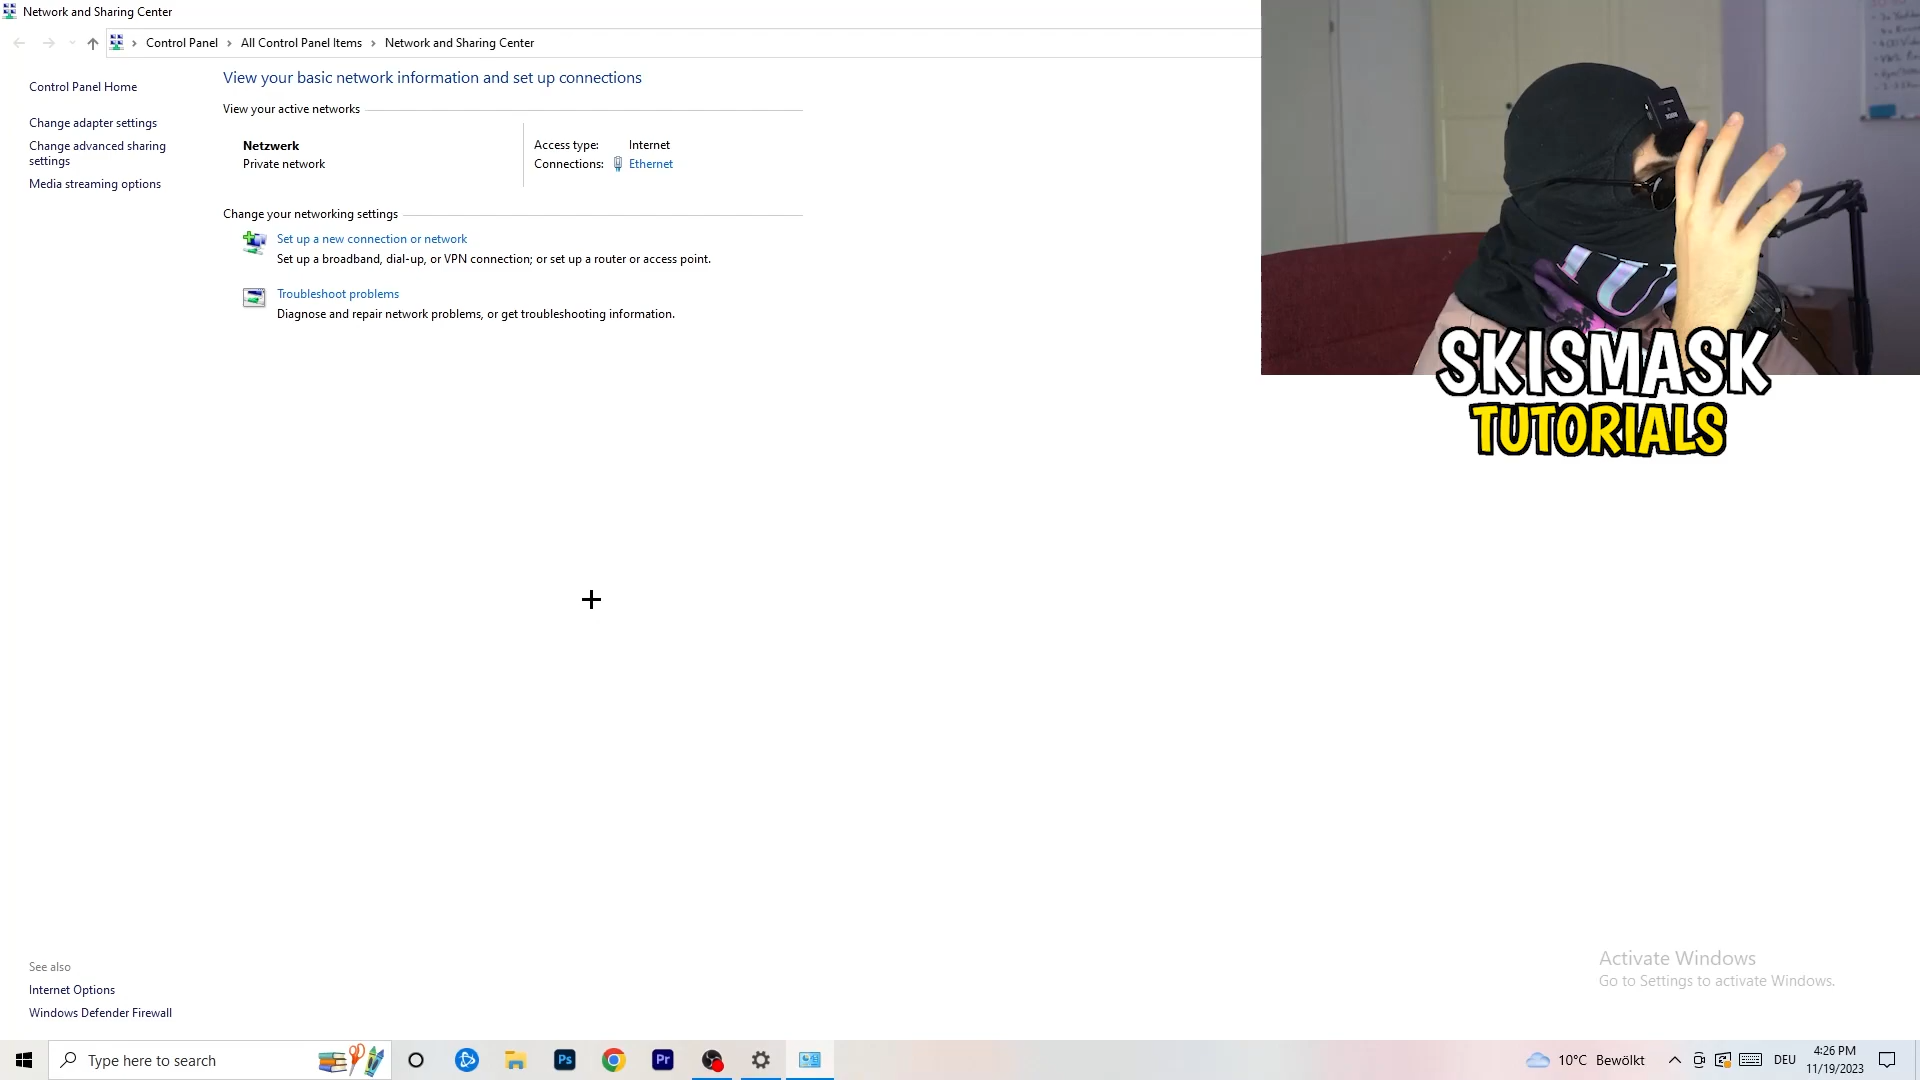 Network and Sharing Center
Control Panel > All Control Panel Items > Network and Sharing Center
Control Panel Home
Change adapter settings
Change advanced sharing
settings
Media streaming options
View your basic network information and set up connections
View your active networks
Netzwerk
Private network
Access type: Internet
Connections: Ethernet
Change your networking settings
Set up a new connection or network
Set up a broadband, dial-up, or VPN connection; or set up a router or access point.
Troubleshoot problems
Diagnose and repair network problems, or get troubleshooting information.
SKISMASK
TUTORIALS
See also
Internet Options
Windows Defender Firewall
Activate Windows
Go to Settings to activate Windows.
Type here to search
Ps
Pr
10°C Bewölkt
DEU
4:26 PM
11/19/2023